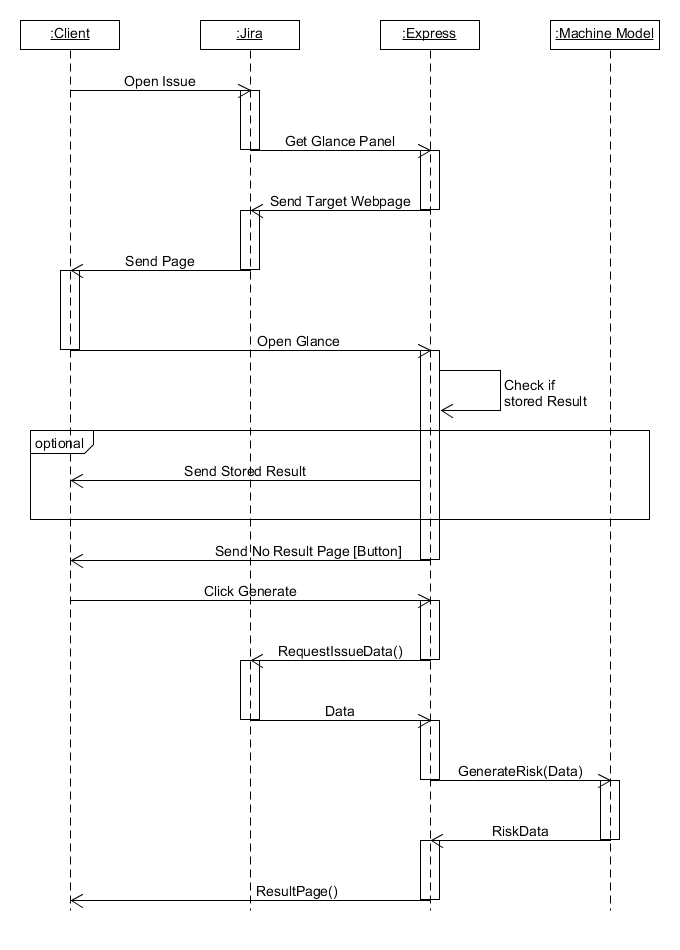 :Client
:Jira
:Express
:Machine Model
Open Issue
Get Glance Panel
Send Target Webpage
Send Page
Open Glance
Check if
stored Result
optional
Send Stored Result
Send No Result Page [Button]
Click Generate
RequestIssueData()
Data
GenerateRisk(Data)
RiskData
ResultPage()